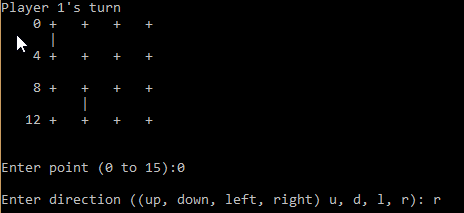 Player 1's turn
0 + + + +
|
4 + + + +
8 + + + +
|
12 + + + +
Enter point (0 to 15):0
Enter direction ((up, down, left, right) u, d, l, r): r